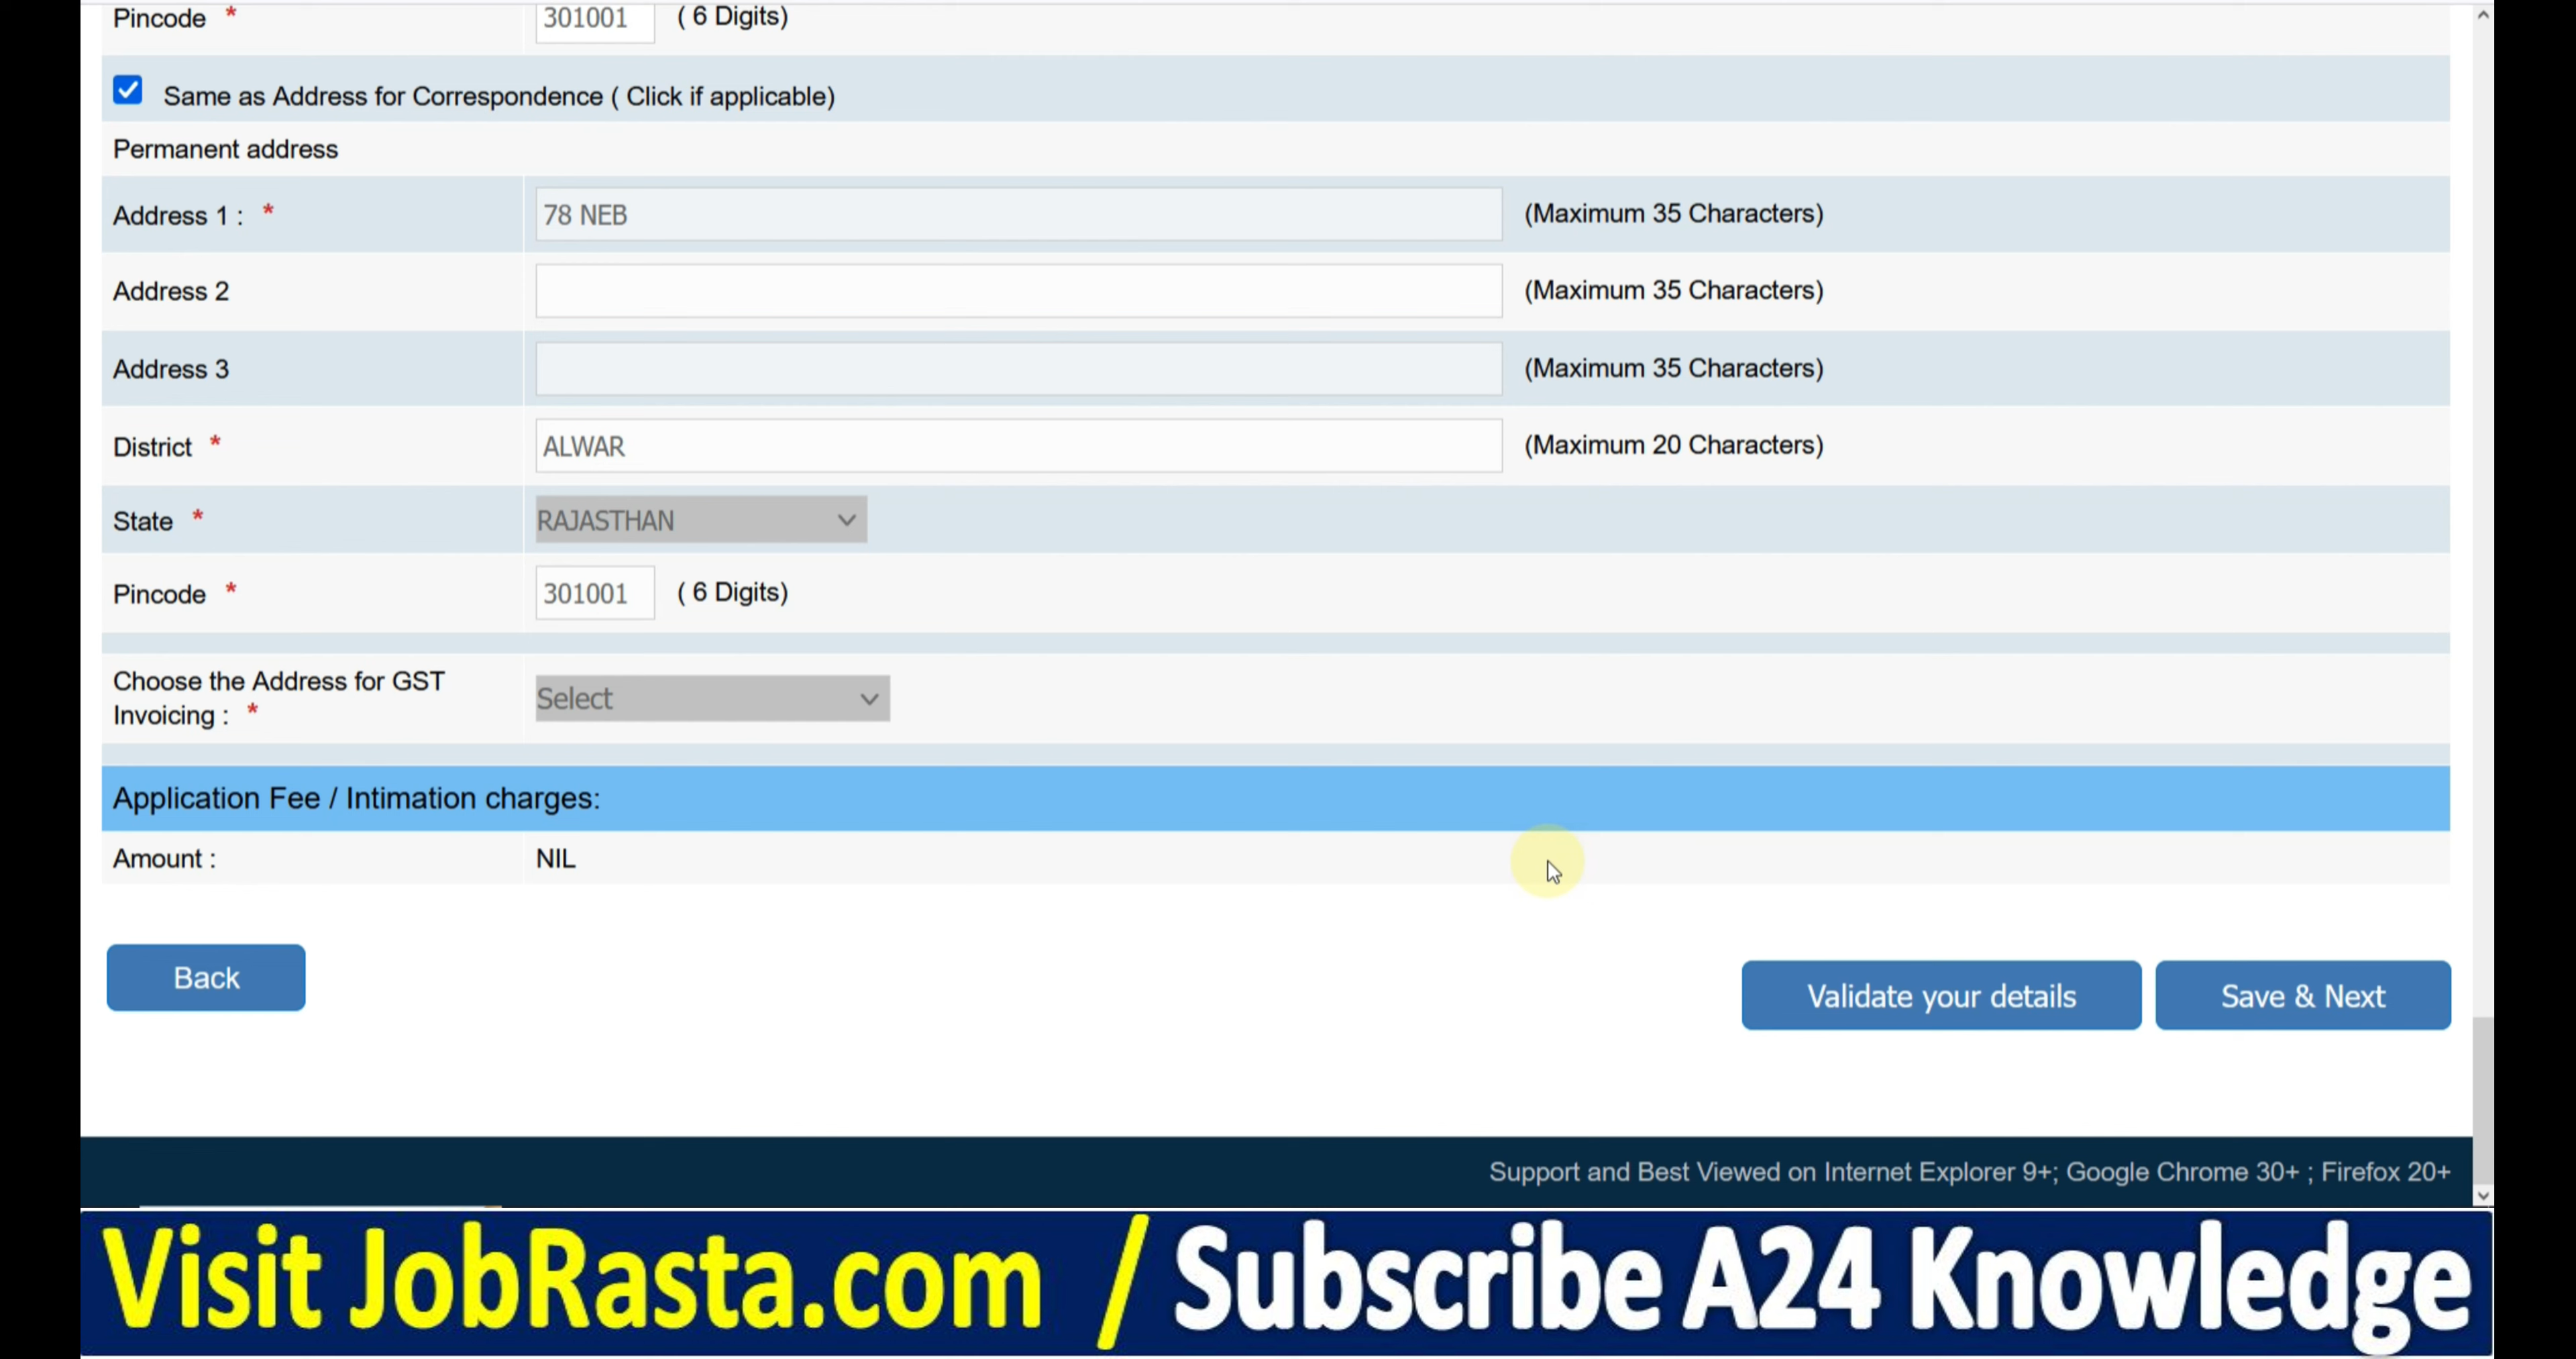 Pincode * 301001 ( 6 Digits)
Same as Address for Correspondence ( Click if applicable)
Permanent address
Address 1 : * 78 NEB (Maximum 35 Characters)
Address 2 (Maximum 35 Characters)
Address 3 (Maximum 35 Characters)
District * ALWAR (Maximum 20 Characters)
State * RAJASTHAN
Pincode * 301001 ( 6 Digits)
Choose the Address for GST
Invoicing : * Select
Application Fee / Intimation charges:
Amount : NIL
Back
Validate your details
Save & Next
Support and Best Viewed on Internet Explorer 9+; Google Chrome 30+ ; Firefox 20+
Visit JobRasta.com / Subscribe A24 Knowledge